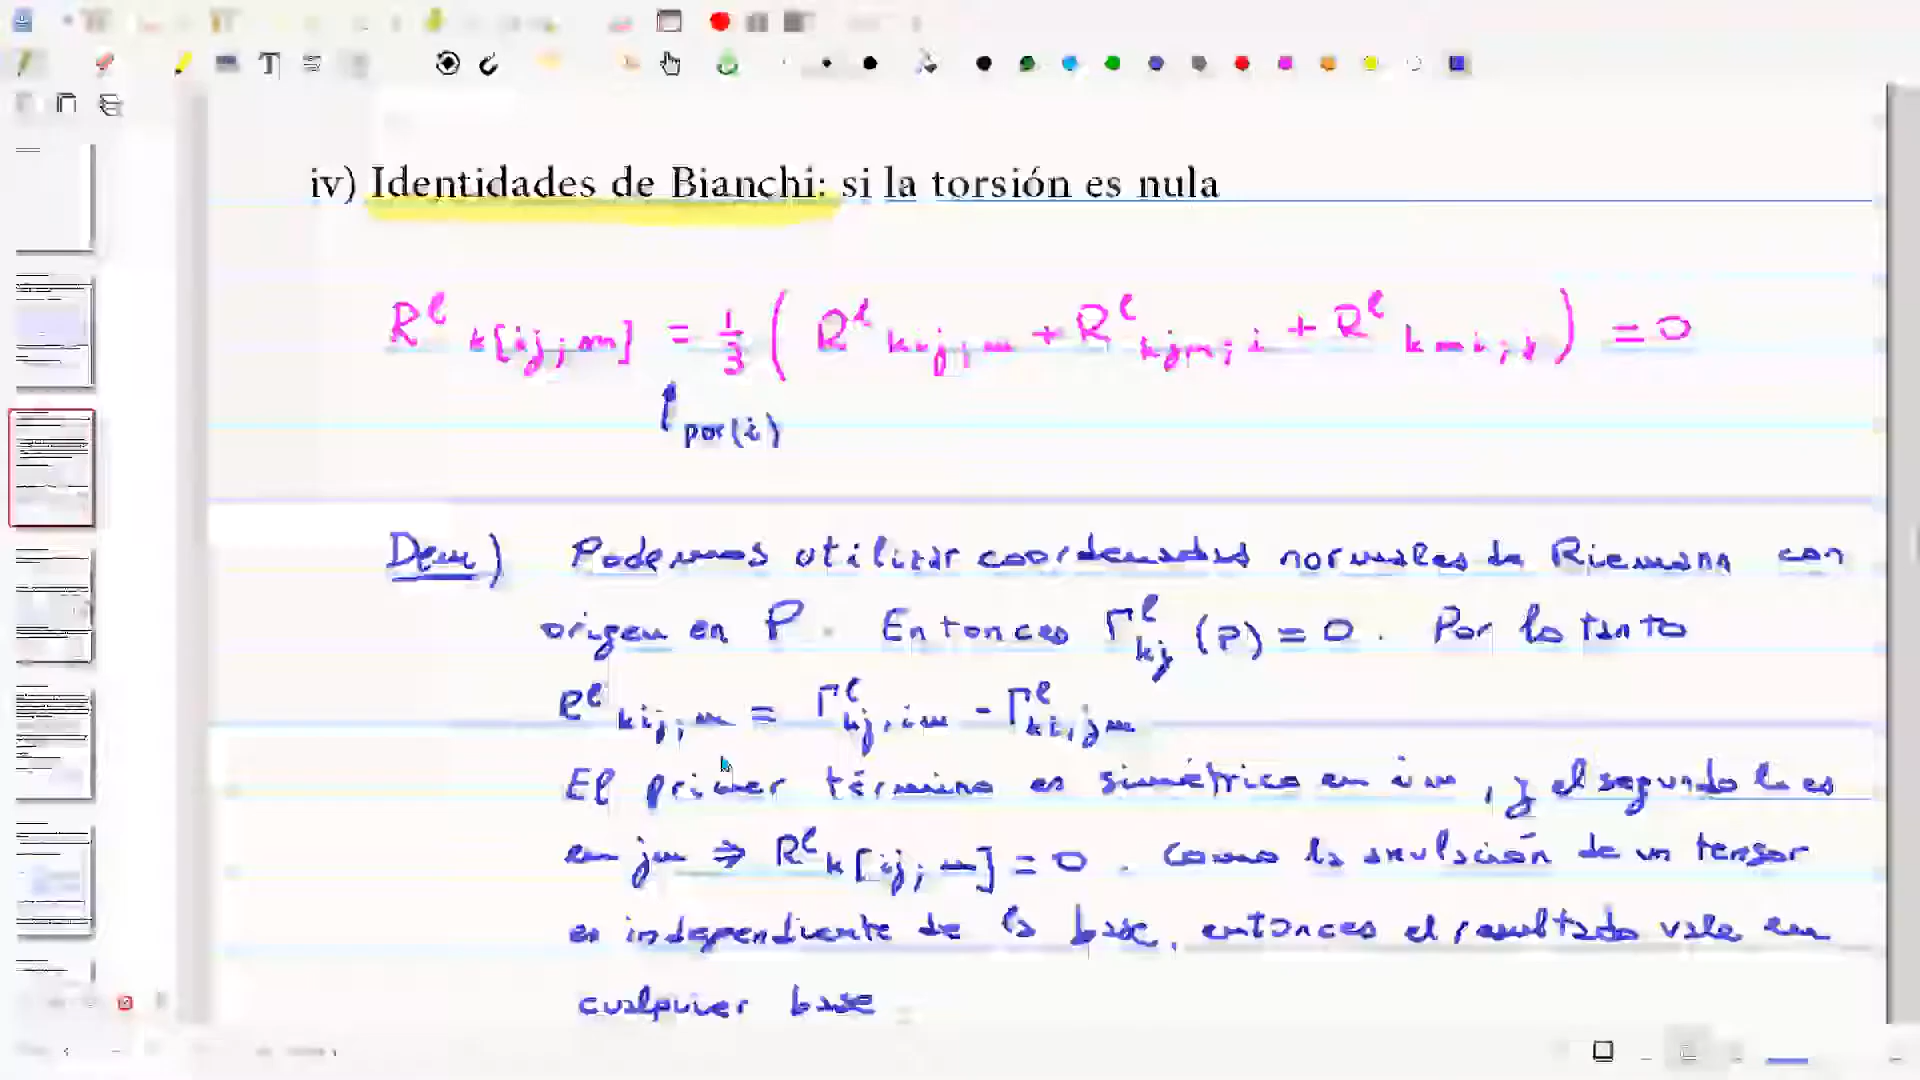 iv) Identidades de Bianchi: si la torsión es nula
R^l_{k[ij;m]} = 1/3 ( R^l_{kij;m} + R^l_{kjm;i} + R^l_{kmi;j} ) = 0
por (i)
Dem) Podemos utilizar coordenadas normales de Riemann con
origen en P. Entonces Γ^l_{kj} (P) = 0. Por lo tanto
R^l_{kij;m} = Γ^l_{kj,im} - Γ^l_{ki,jm}
El primer término es simétrico en im, y el segundo lo es
en jm ⇒ R^l_{k[ij;m]} = 0. Como la anulación de un tensor
es independiente de la base, entonces el resultado vale en
cualquier base